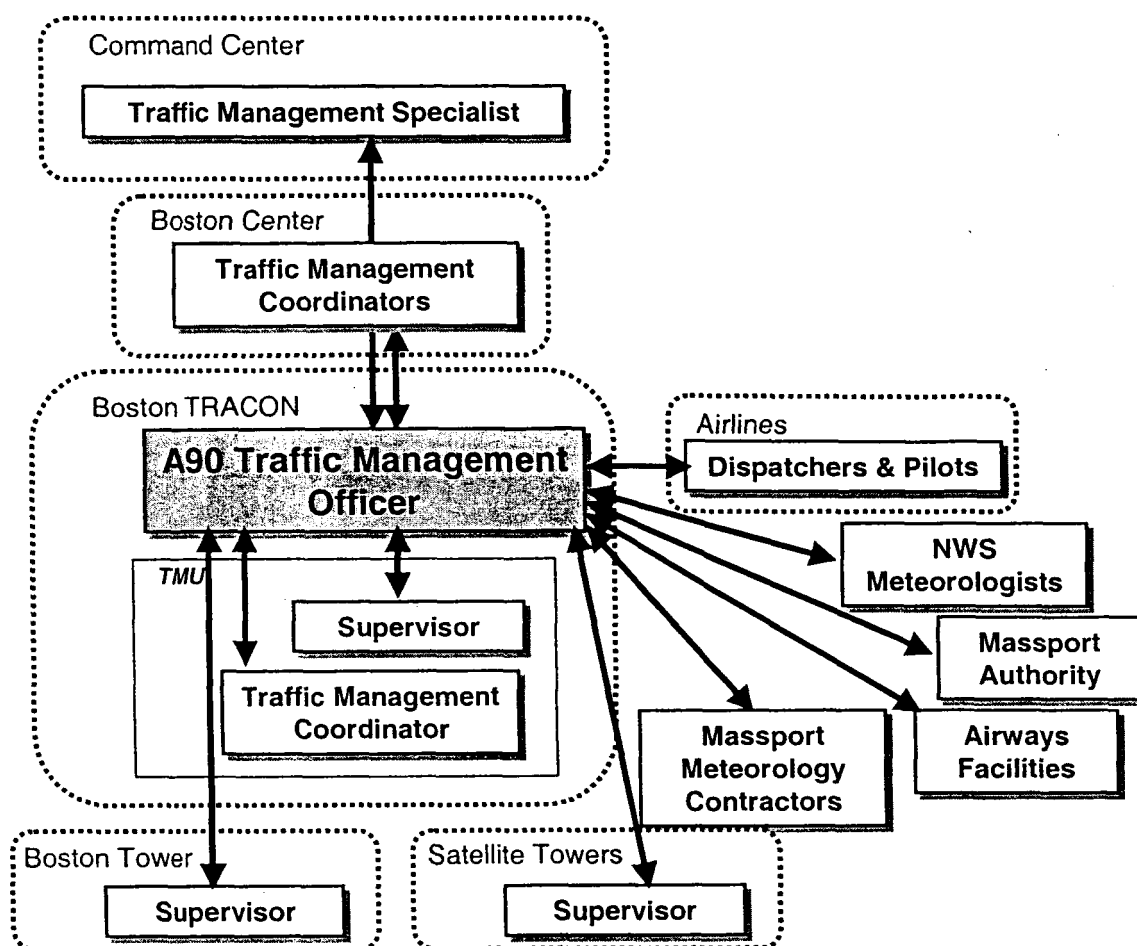 Command Center
Traffic Management Specialist
Boston Center
Traffic Management
Coordinators
Boston TRACON
A90 Traffic Management
Officer
Airlines
Dispatchers & Pilots
NWS
Meteorologists
TMU
Supervisor
Massport
Authority
Traffic Management
Coordinator
Massport
Meteorology
Contractors
Airways
Facilities
Boston Tower
Supervisor
Satellite Towers
Supervisor